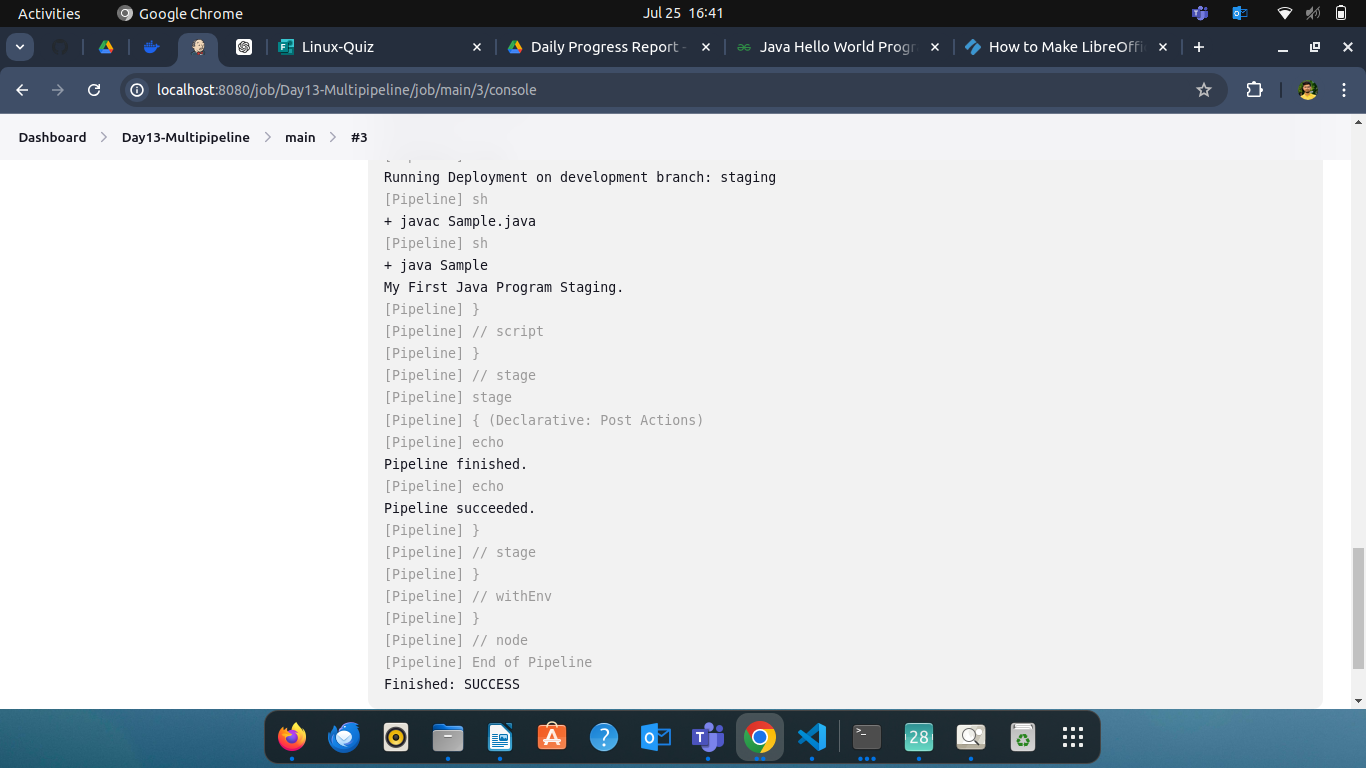 Activities
Google Chrome
Jul 25 16:41
Linux-Quiz
Daily Progress Report -
Java Hello World Progr
How to Make LibreOffi
localhost:8080/job/Day13-Multipipeline/job/main/3/console
Dashboard
Day13-Multipipeline
main
#3
Running Deployment on development branch: staging
[Pipeline] sh
+ javac Sample.java
[Pipeline] sh
+ java Sample
My First Java Program Staging.
[Pipeline] }
[Pipeline] // script
[Pipeline] }
[Pipeline] // stage
[Pipeline] stage
[Pipeline] { (Declarative: Post Actions)
[Pipeline] echo
Pipeline finished.
[Pipeline] echo
Pipeline succeeded.
[Pipeline] }
[Pipeline] // stage
[Pipeline] }
[Pipeline] // withEnv
[Pipeline] }
[Pipeline] // node
[Pipeline] End of Pipeline
Finished: SUCCESS
28